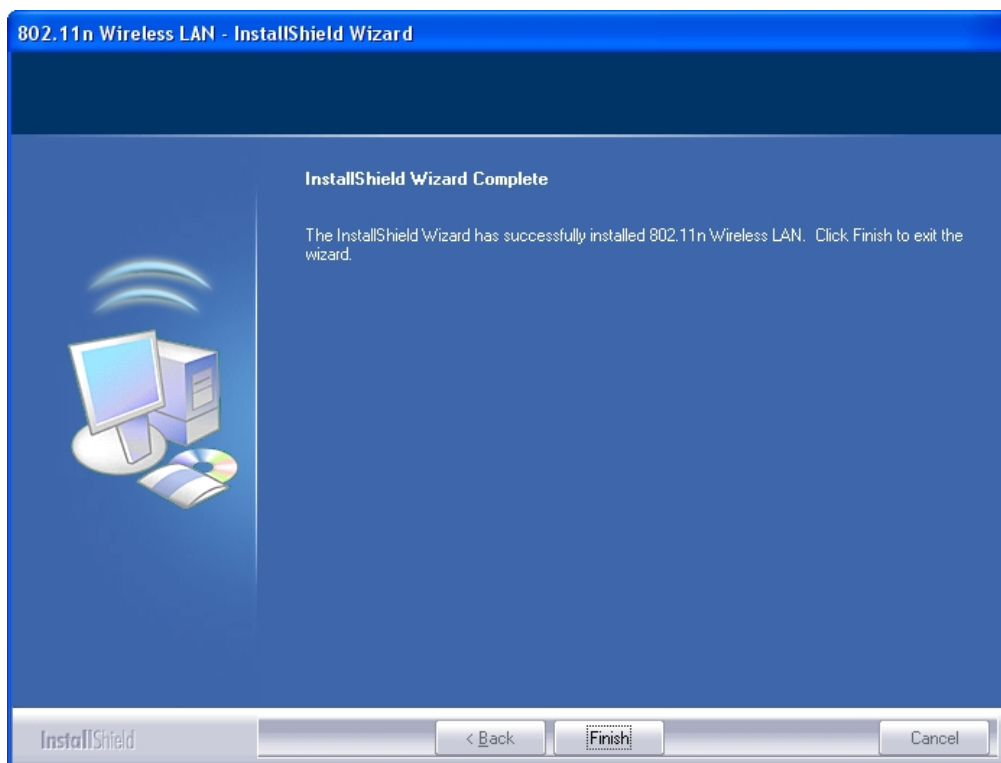 802.11n Wireless LAN - InstallShield Wizard
InstallShield Wizard Complete
The InstallShield Wizard has successfully installed 802.11n Wireless LAN. Click Finish to exit the
wizard.
InstallShield
< Back
Finish
Cancel